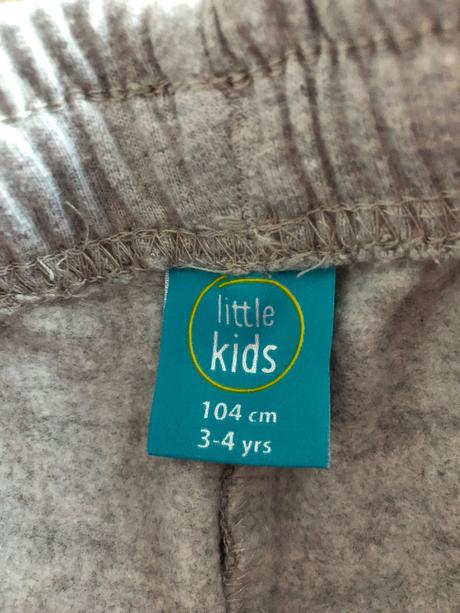 little
kids
104 cm
3-4 yrs